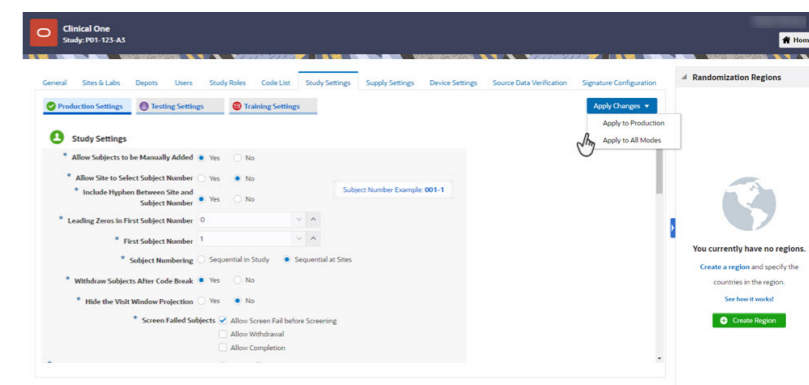 Clinical One
Study: P01-123-A3
Hom
General Sites & Labs Depots Users Study Roles Code List Study Settings Supply Settings Device Settings Source Data Verification Signature Configuration
Randomization Regions
Production Settings Testing Settings Training Settings
Apply Changes
Apply to Production
Apply to All Modes
1 Study Settings
* Allow Subjects to be Manually Added Yes No
* Allow Site to Select Subject Number Yes No
* Include Hyphen Between Site and
Subject Number Yes No
Subject Number Example: 001-1
* Leading Zeros in First Subject Number 0
* First Subject Number 1
* Subject Numbering Sequential in Study Sequential at Sites
* Withdraw Subjects After Code Break Yes No
* Hide the Visit Window Projection Yes No
* Screen Failed Subjects Allow Screen Fail before Screening
Allow Withdrawal
Allow Completion
You currently have no regions.
Create a region and specify the
countries in the region.
See how it works!
Create Region